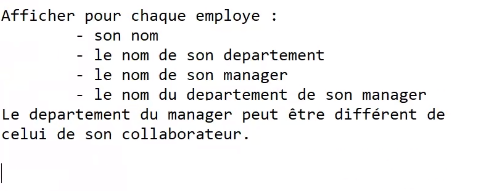 Afficher pour chaque employe :
- son nom
- le nom de son departement
- le nom de son manager
- le nom du departement de son manager
Le departement du manager peut être différent de
celui de son collaborateur.